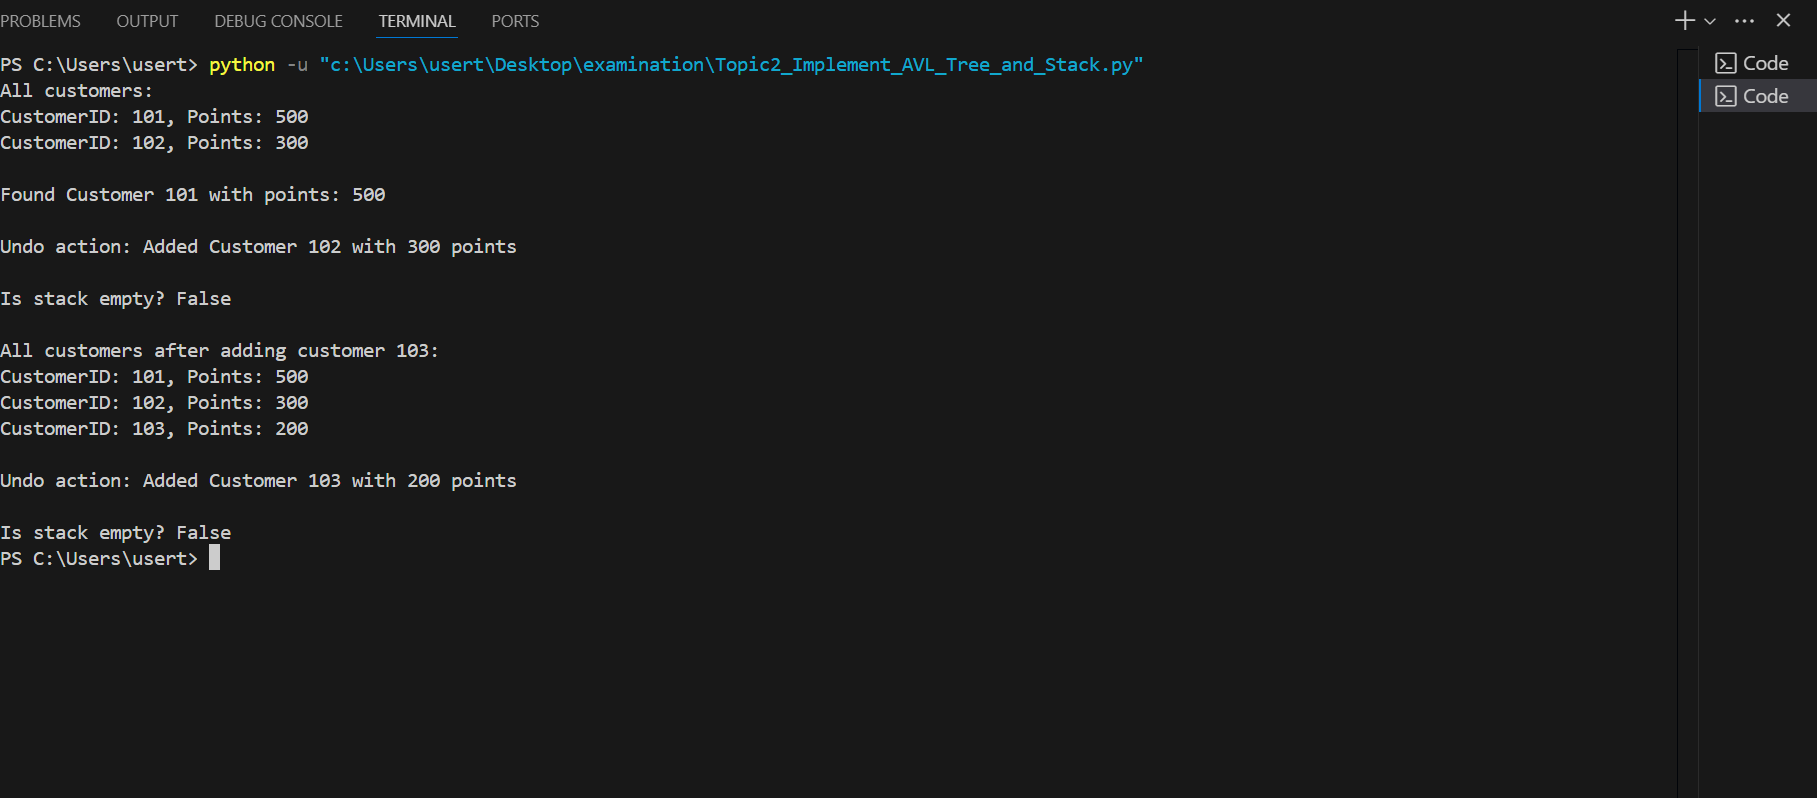 PROBLEMS OUTPUT DEBUG CONSOLE TERMINAL PORTS
PS C:\Users\usert> python -u "c:\Users\usert\Desktop\examination\Topic2_Implement_AVL_Tree_and_Stack.py"
All customers:
CustomerID: 101, Points: 500
CustomerID: 102, Points: 300
Found Customer 101 with points: 500
Undo action: Added Customer 102 with 300 points
Is stack empty? False
All customers after adding customer 103:
CustomerID: 101, Points: 500
CustomerID: 102, Points: 300
CustomerID: 103, Points: 200
Undo action: Added Customer 103 with 200 points
Is stack empty? False
PS C:\Users\usert>
Code
Code